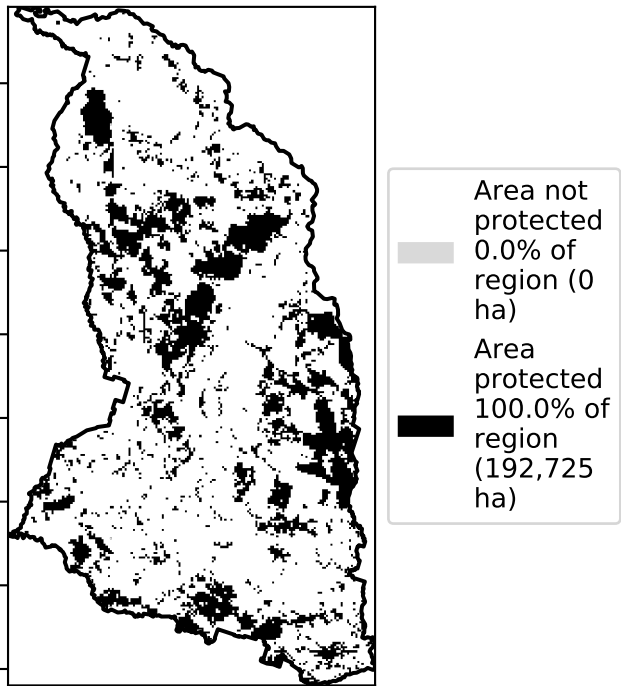 Area not
protected
0.0% of
region (0
ha)
Area
protected
100.0% of
region
(192,725
ha)